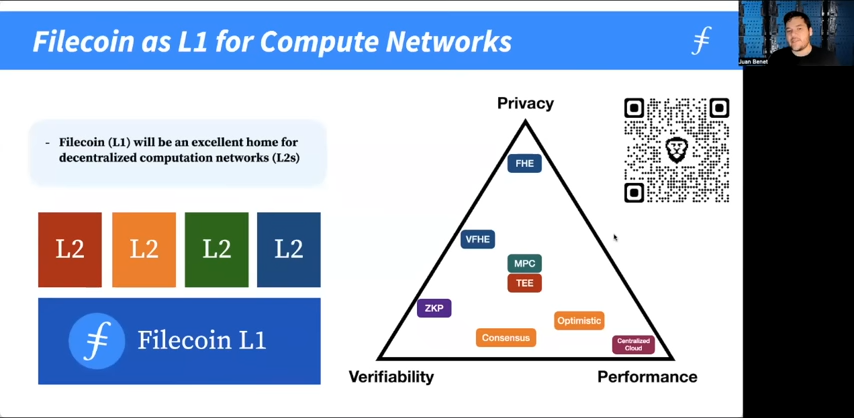 Filecoin as L1 for Compute Networks
Juan Benet
- Filecoin (L1) will be an excellent home for
decentralized computation networks (L2s)
L2 L2 L2 L2
Filecoin L1
Privacy
FHE
VFHE
MPC
TEE
ZKP
Optimistic
Consensus
Centralized
Cloud
Verifiability
Performance